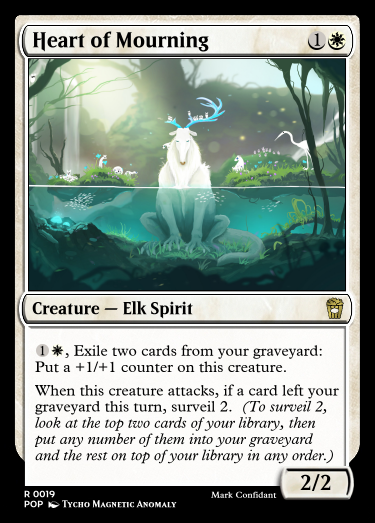 Heart of Mourning 1
Creature — Elk Spirit
1, Exile two cards from your graveyard:
Put a +1/+1 counter on this creature.
When this creature attacks, if a card left your
graveyard this turn, surveil 2. (To surveil 2,
look at the top two cards of your library, then
put any number of them into your graveyard
and the rest on top of your library in any order.)
2/2
R 0019
POP Tycho Magnetic Anomaly
Mark Confidant